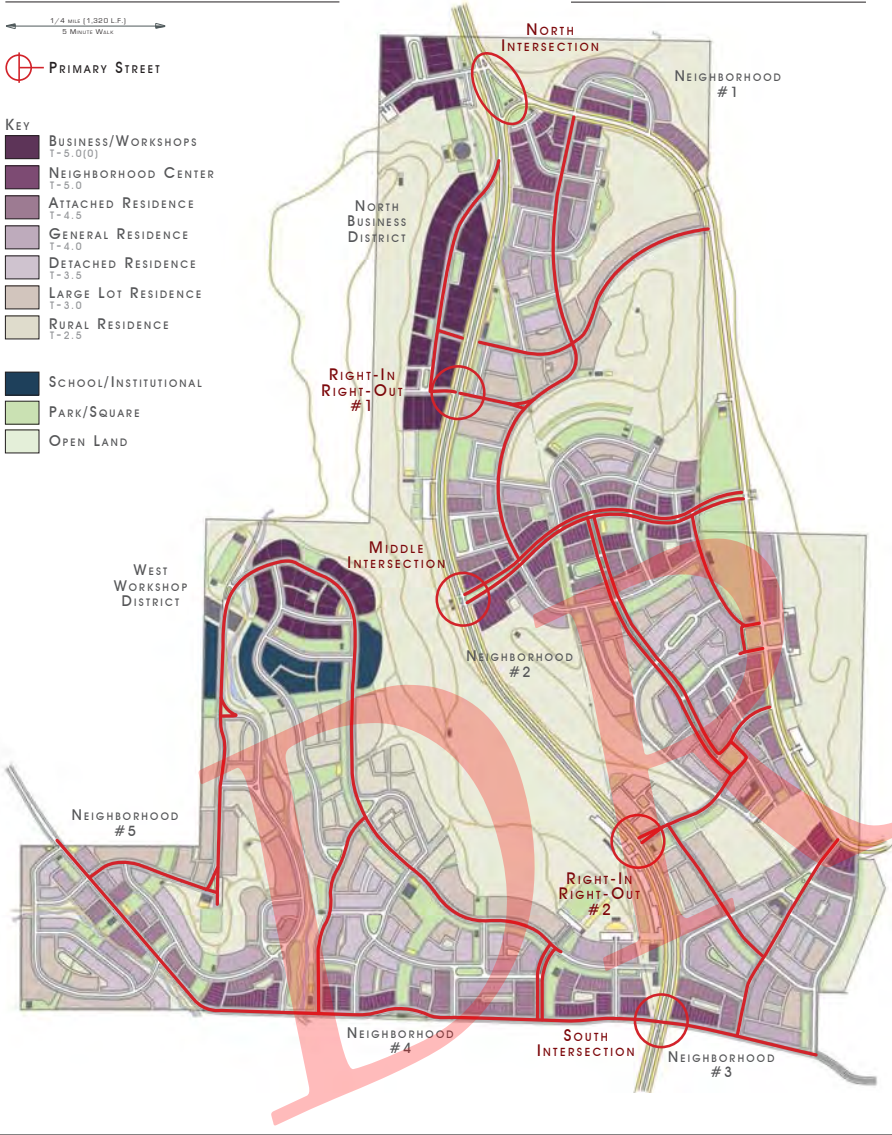 1/4 mile (1,320 L.F.)
5 Minute Walk
Primary Street
Key
Business/Workshops
T-5.0(0)
Neighborhood Center
T-5.0
Attached Residence
T-4.5
General Residence
T-4.0
Detached Residence
T-3.5
Large Lot Residence
T-3.0
Rural Residence
T-2.5
School/Institutional
Park/Square
Open Land
North
Intersection
Neighborhood
#1
North
Business
District
Right-In
Right-Out
#1
Middle
Intersection
West
Workshop
District
Neighborhood
#2
Neighborhood
#5
Right-In
Right-Out
#2
Neighborhood
#4
South
Intersection
Neighborhood
#3
DR